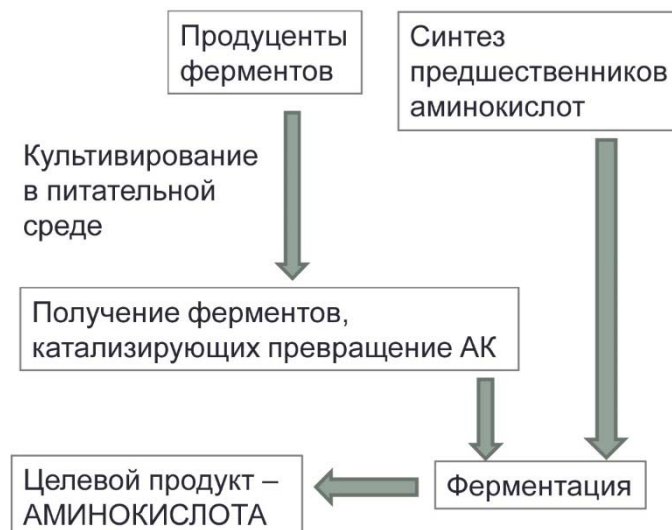 Продуценты
ферментов
Синтез
предшественников
аминокислот
Культивирование
в питательной
среде
Получение ферментов,
катализирующих превращение АК
Целевой продукт –
АМИНОКИСЛОТА
Ферментация